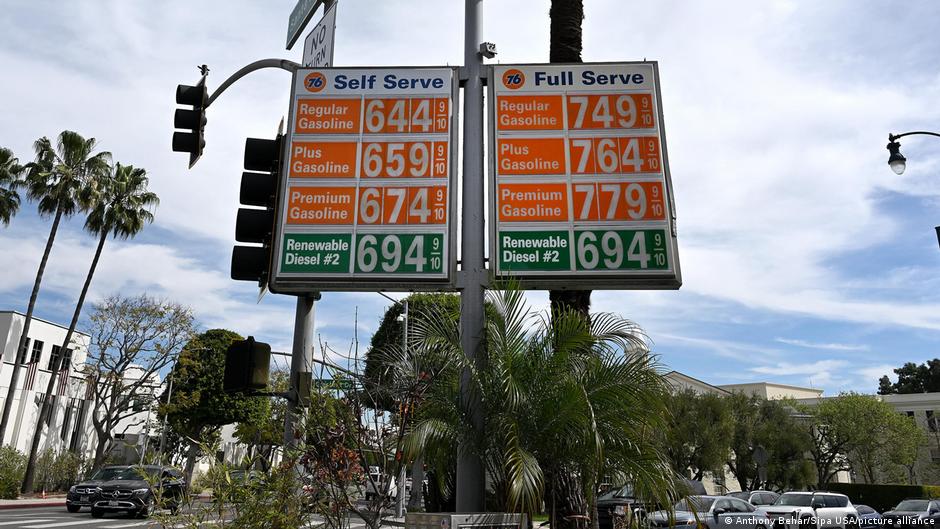 NO
TURN
76 Self Serve
Regular
Gasoline
644 9/10
Plus
Gasoline
659 9/10
Premium
Gasoline
674 9/10
Renewable
Diesel #2
694 9/10
76 Full Serve
Regular
Gasoline
749 9/10
Plus
Gasoline
764 9/10
Premium
Gasoline
779 9/10
Renewable
Diesel #2
694 9/10
Anthony Behar/Sipa USA/picture alliance